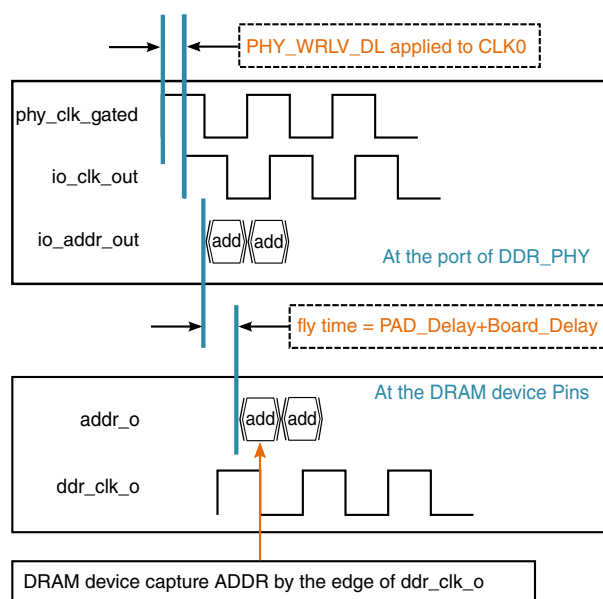 PHY_WRLV_DL applied to CLK0
phy_clk_gated
io_clk_out
io_addr_out
add add
At the port of DDR_PHY
fly time = PAD_Delay+Board_Delay
At the DRAM device Pins
addr_o
add add
ddr_clk_o
DRAM device capture ADDR by the edge of ddr_clk_o